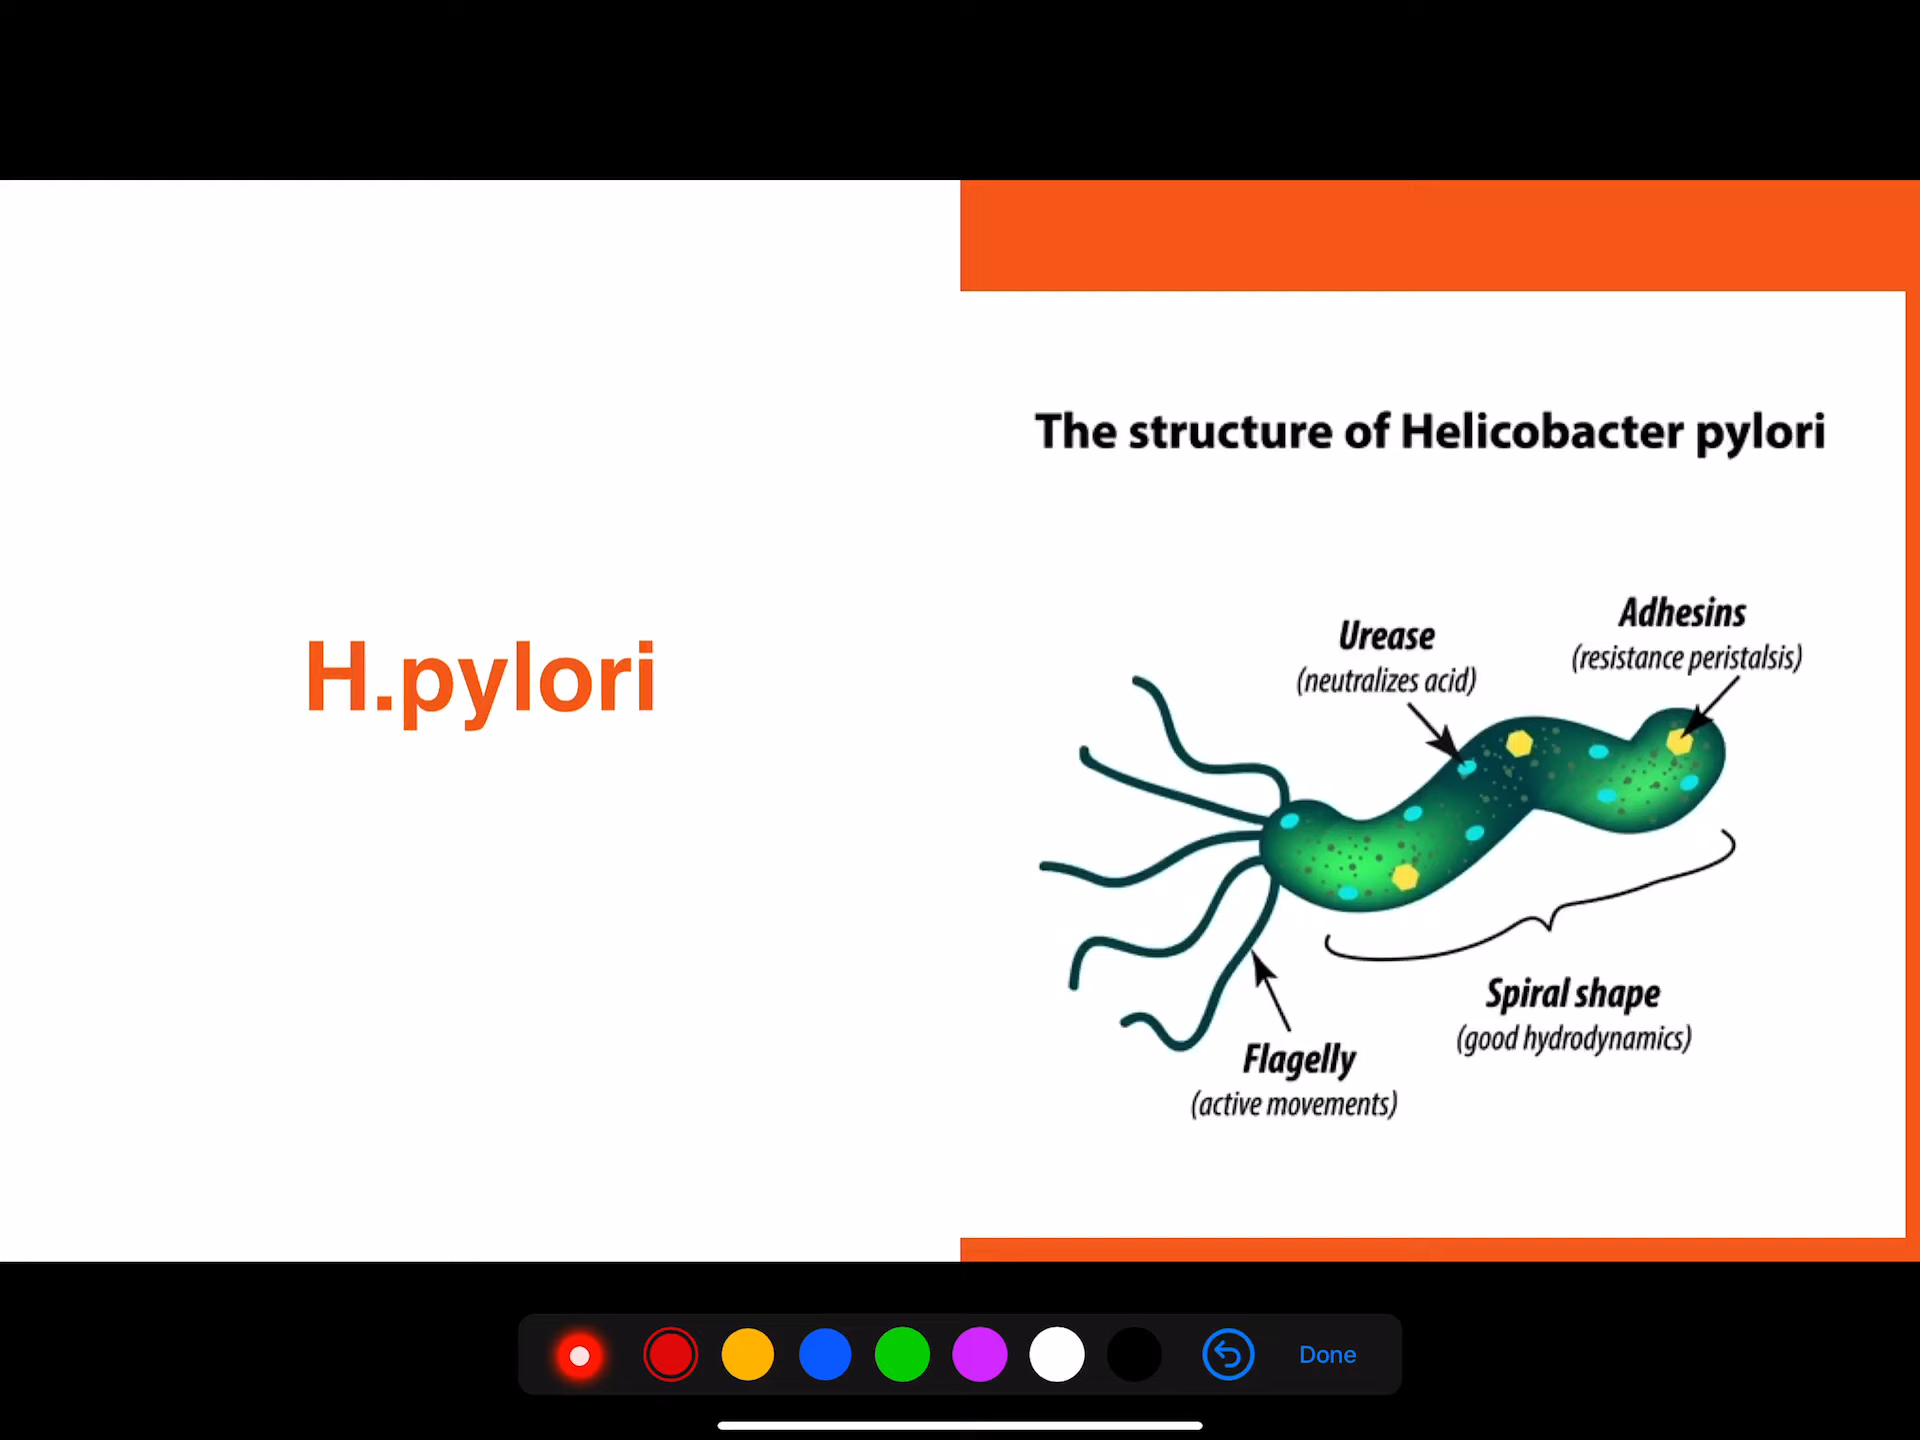 H.pylori
The structure of Helicobacter pylori
Urease
(neutralizes acid)
Adhesins
(resistance peristalsis)
Spiral shape
(good hydrodynamics)
Flagelly
(active movements)
Done